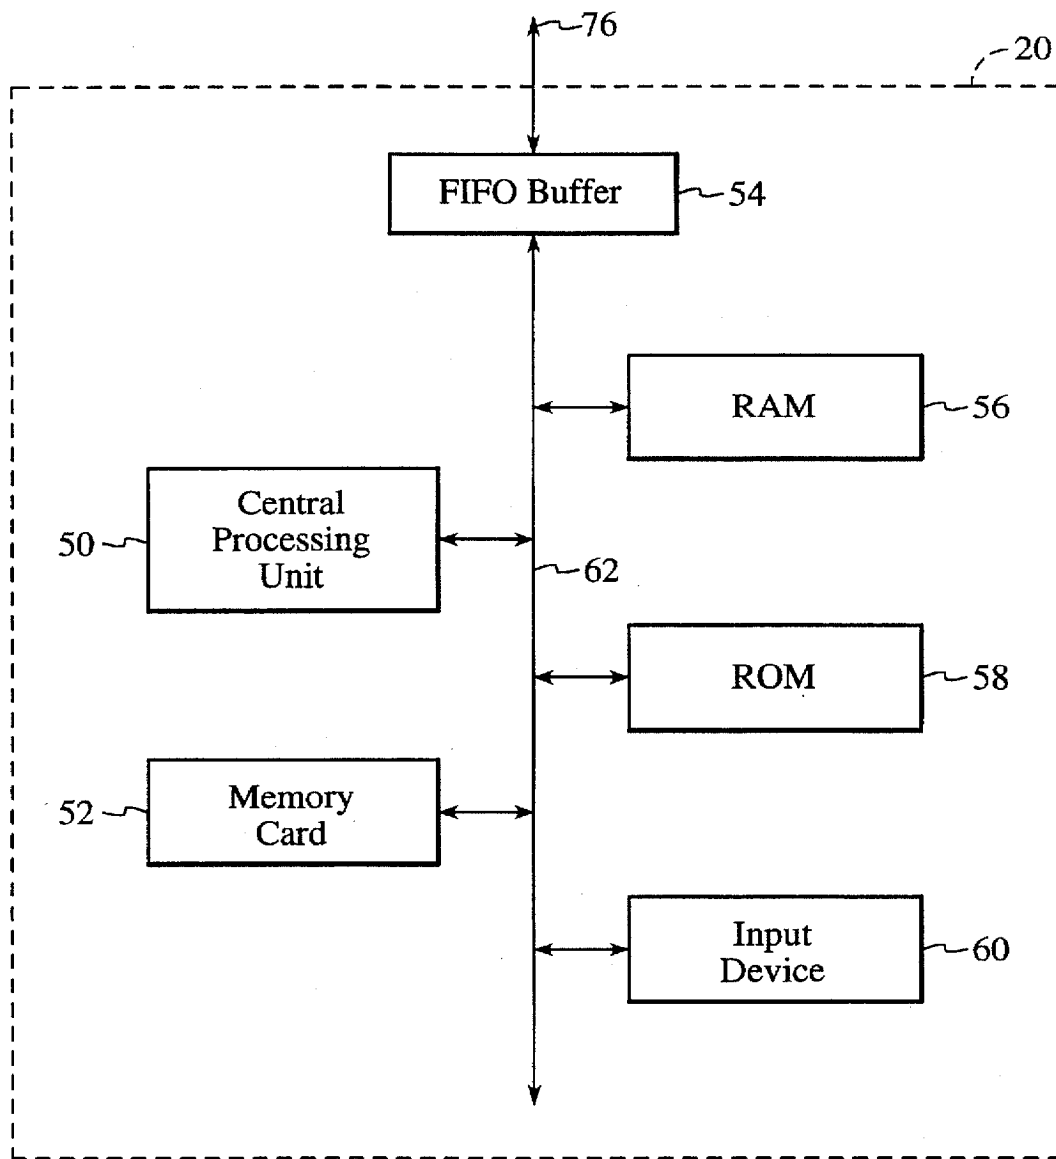 76
20
FIFO Buffer
54
RAM
56
Central
Processing
Unit
50
62
ROM
58
Memory
Card
52
Input
Device
60